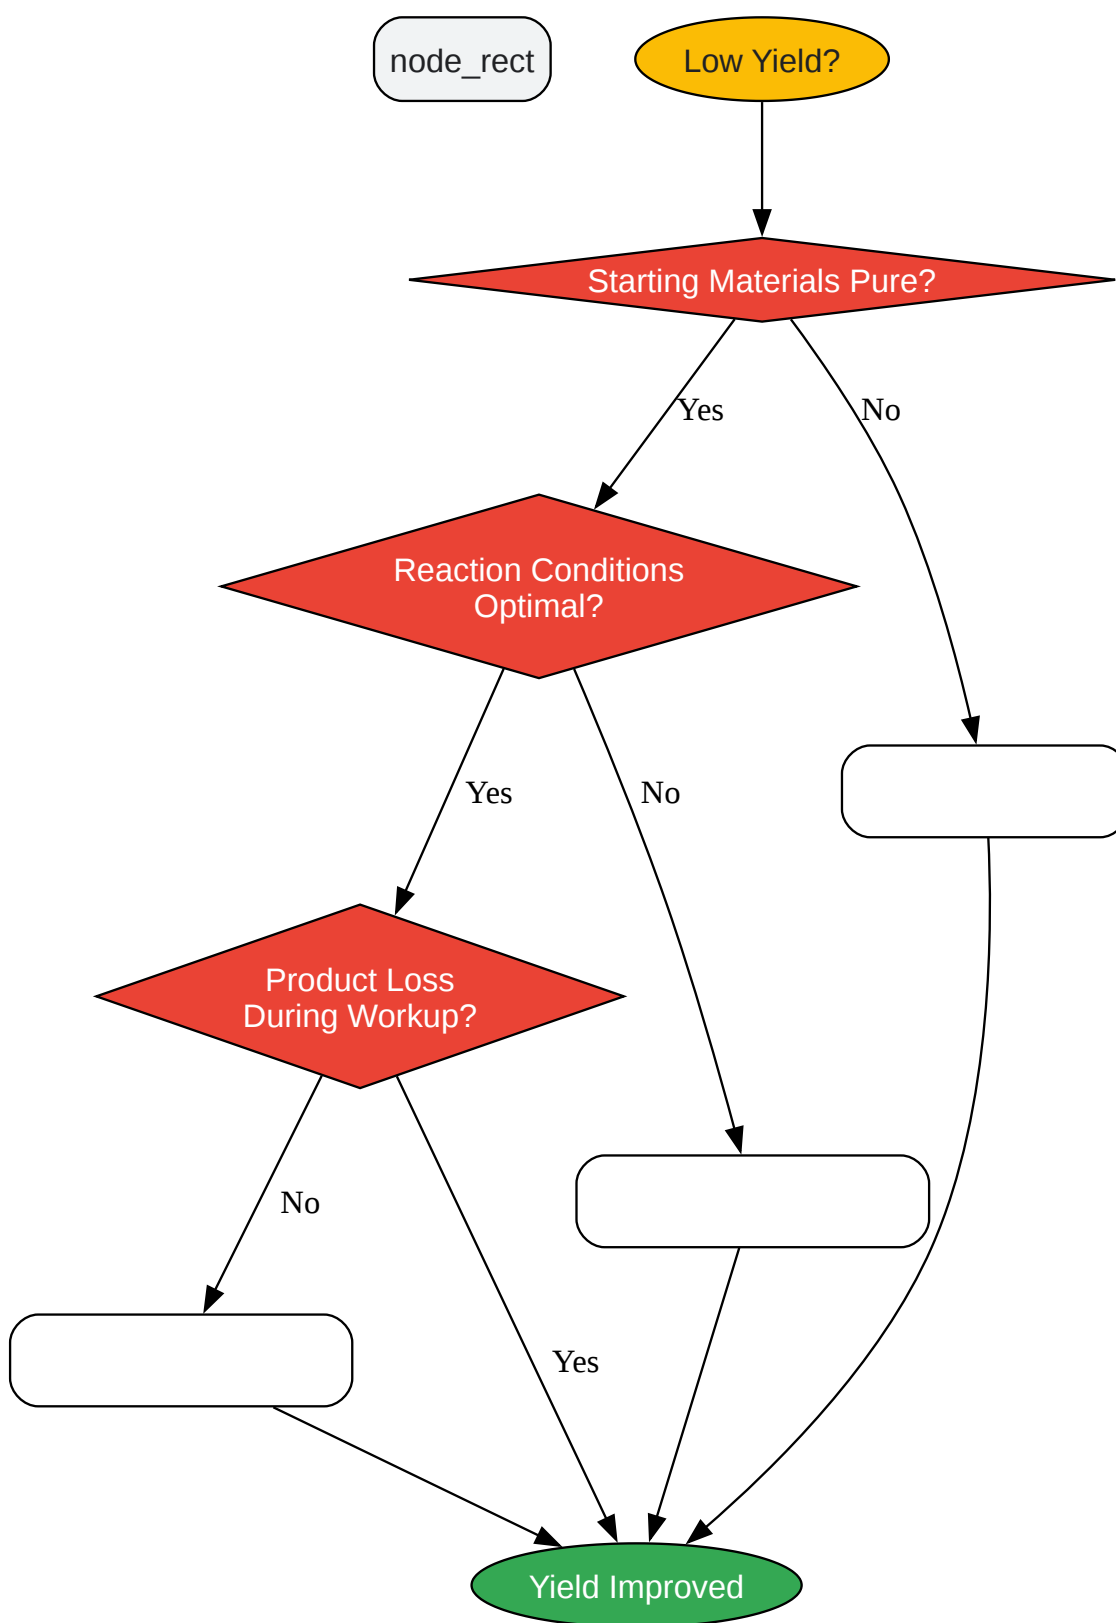 node_rect
Low Yield?
Starting Materials Pure?
Yes
No
Reaction Conditions
Optimal?
Yes
No
Product Loss
During Workup?
No
Yes
Yield Improved